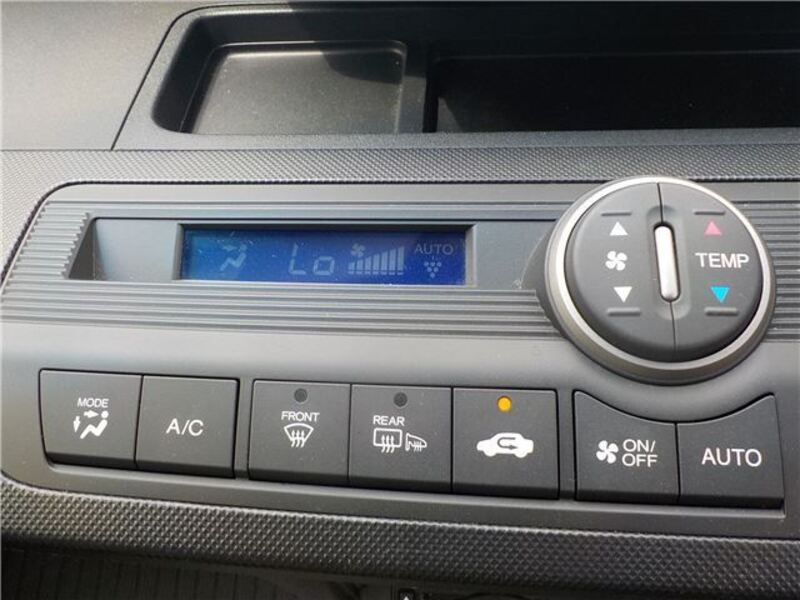 Lo AUTO
TEMP
MODE
A/C
FRONT
REAR
ON/
OFF
AUTO